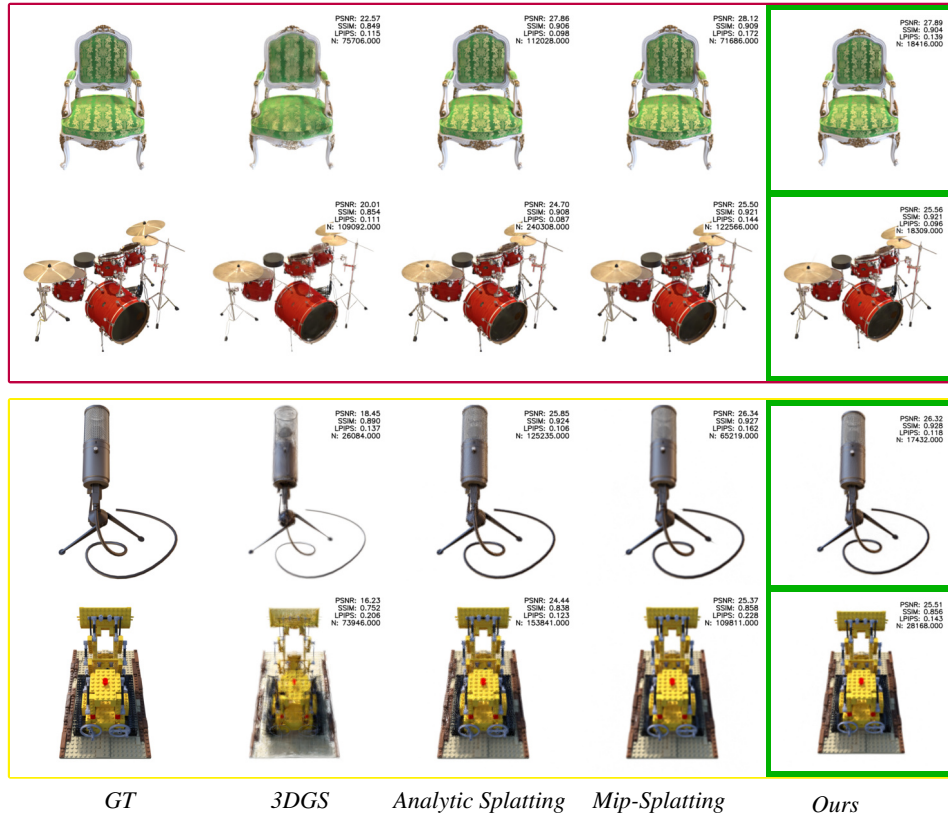 PSNR: 22.57
SSIM: 0.849
LPIPS: 0.115
N: 75706.000
PSNR: 27.86
SSIM: 0.906
LPIPS: 0.098
N: 112028.000
PSNR: 28.12
SSIM: 0.909
LPIPS: 0.172
N: 71686.000
PSNR: 27.89
SSIM: 0.904
LPIPS: 0.139
N: 18416.000
PSNR: 20.01
SSIM: 0.854
LPIPS: 0.111
N: 109092.000
PSNR: 24.70
SSIM: 0.908
LPIPS: 0.087
N: 240308.000
PSNR: 25.50
SSIM: 0.921
LPIPS: 0.144
N: 122566.000
PSNR: 25.56
SSIM: 0.921
LPIPS: 0.096
N: 18309.000
PSNR: 18.45
SSIM: 0.890
LPIPS: 0.137
N: 26084.000
PSNR: 25.85
SSIM: 0.924
LPIPS: 0.106
N: 125235.000
PSNR: 26.34
SSIM: 0.927
LPIPS: 0.162
N: 65219.000
PSNR: 26.32
SSIM: 0.928
LPIPS: 0.118
N: 17432.000
PSNR: 16.23
SSIM: 0.752
LPIPS: 0.206
N: 73946.000
PSNR: 24.44
SSIM: 0.838
LPIPS: 0.123
N: 153841.000
PSNR: 25.37
SSIM: 0.858
LPIPS: 0.228
N: 109811.000
PSNR: 25.51
SSIM: 0.856
LPIPS: 0.143
N: 28168.000
GT 3DGS Analytic Splatting Mip-Splatting Ours